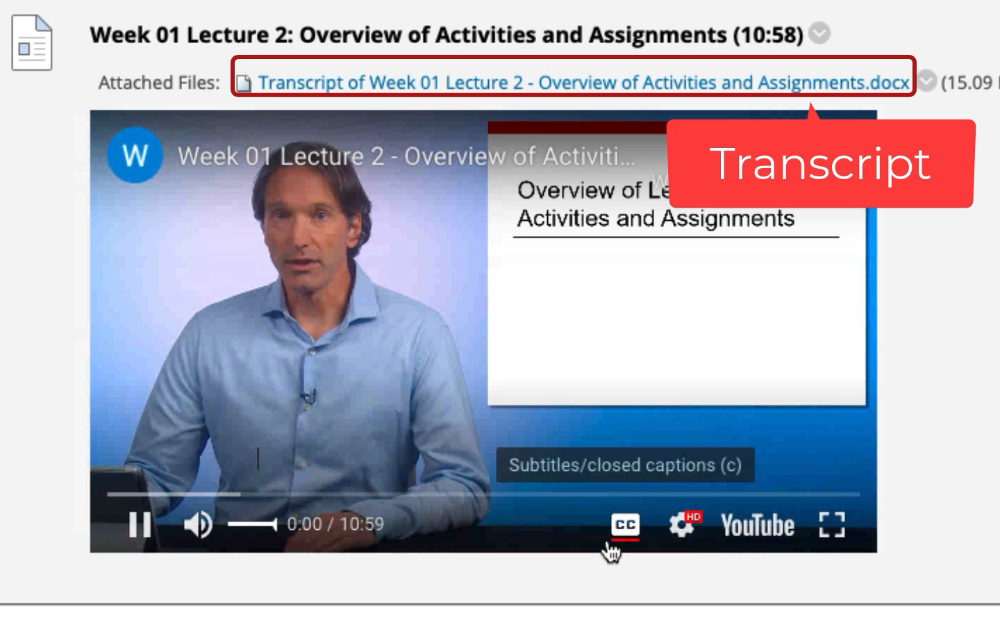 Week 01 Lecture 2: Overview of Activities and Assignments (10:58)
Attached Files: Transcript of Week 01 Lecture 2 - Overview of Activities and Assignments.docx (15.09
Transcript
W Week 01 Lecture 2 - Overview of Activiti...
Overview of Le
Activities and Assignments
Subtitles/closed captions (c)
0:00 / 10:59 CC HD YouTube